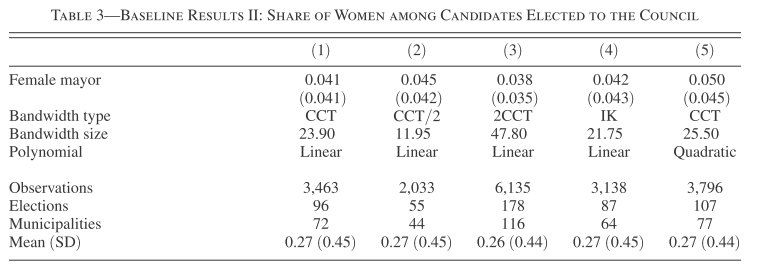 TABLE 3—BASELINE RESULTS II: SHARE OF WOMEN AMONG CANDIDATES ELECTED TO THE COUNCIL
(1) (2) (3) (4) (5)
Female mayor 0.041 0.045 0.038 0.042 0.050
(0.041) (0.042) (0.035) (0.043) (0.045)
Bandwidth type CCT CCT/2 2CCT IK CCT
Bandwidth size 23.90 11.95 47.80 21.75 25.50
Polynomial Linear Linear Linear Linear Quadratic
Observations 3,463 2,033 6,135 3,138 3,796
Elections 96 55 178 87 107
Municipalities 72 44 116 64 77
Mean (SD) 0.27 (0.45) 0.27 (0.45) 0.26 (0.44) 0.27 (0.45) 0.27 (0.44)